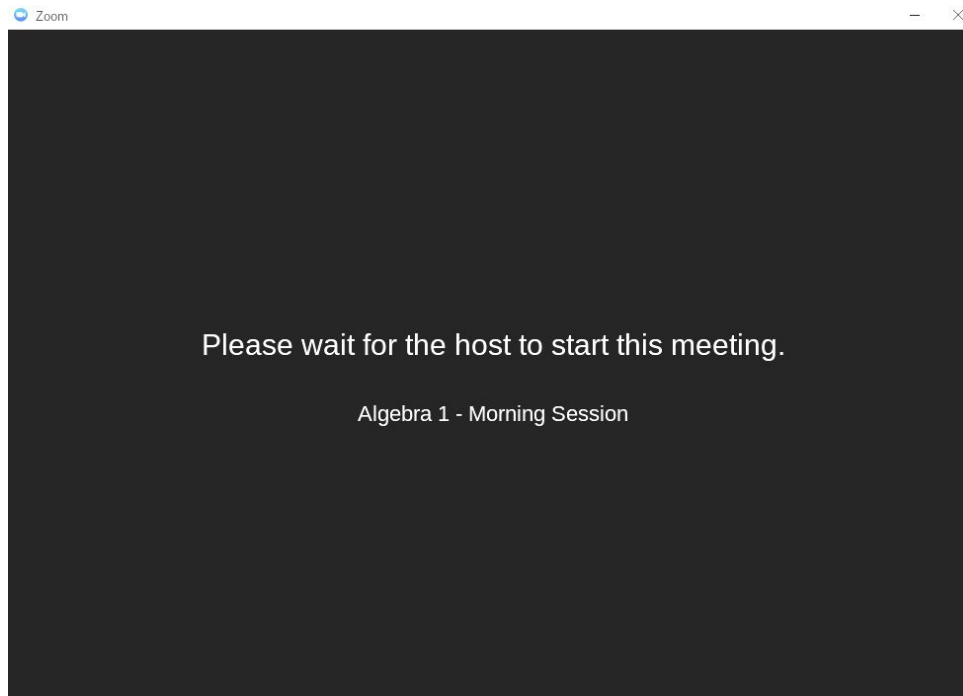 Zoom
Please wait for the host to start this meeting.
Algebra 1 - Morning Session